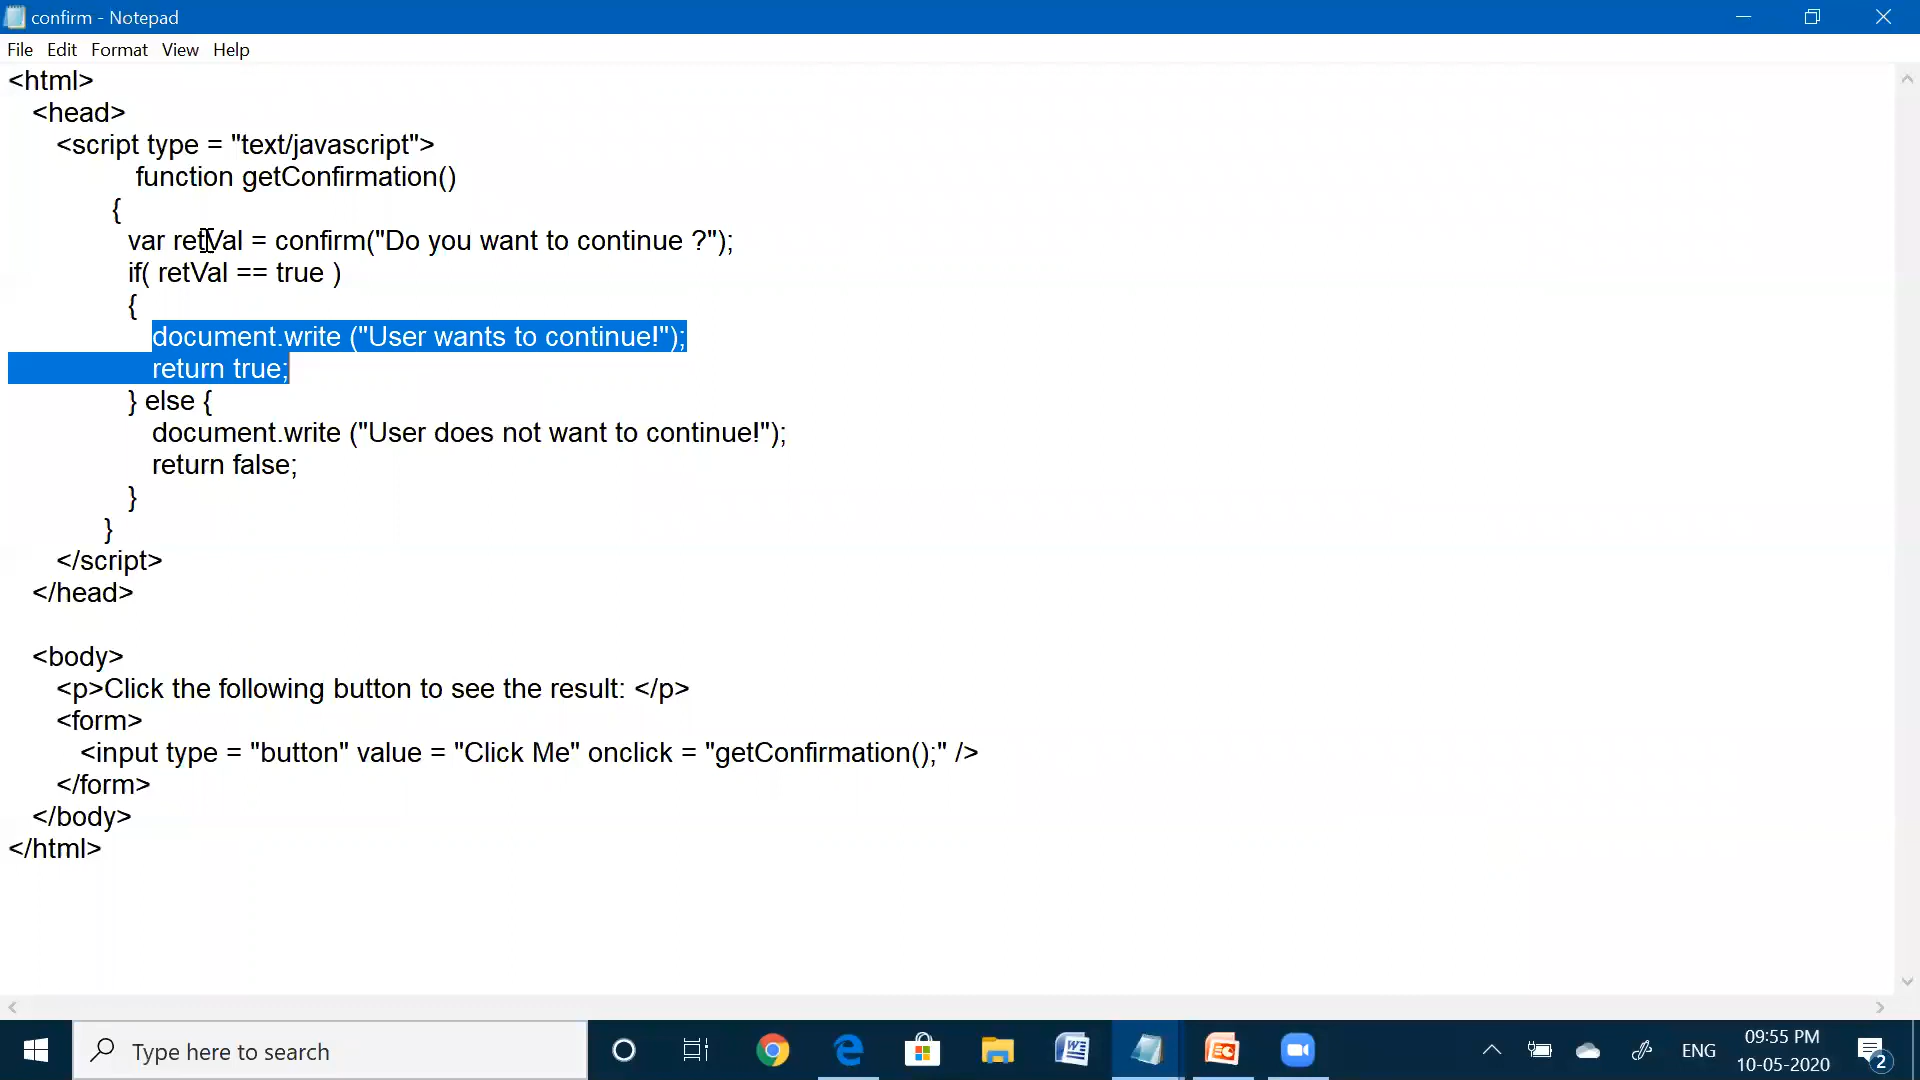 confirm - Notepad
File Edit Format View Help
<html>
<head>
<script type = "text/javascript">
function getConfirmation()
{
var retVal = confirm("Do you want to continue ?");
if( retVal == true )
{
document.write ("User wants to continue!");
return true;
} else {
document.write ("User does not want to continue!");
return false;
}
}
</script>
</head>
<body>
<p>Click the following button to see the result: </p>
<form>
<input type = "button" value = "Click Me" onclick = "getConfirmation();" />
</form>
</body>
</html>
Type here to search
ENG
09:55 PM
10-05-2020
2